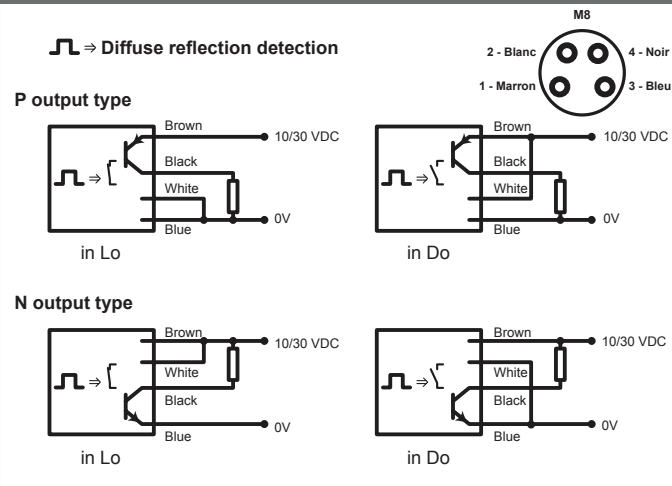 ⇒ Diffuse reflection detection
M8
2 - Blanc
4 - Noir
1 - Marron
3 - Bleu
P output type
Brown
10/30 VDC
Black
⇒
White
0V
Blue
in Lo
Brown
10/30 VDC
Black
⇒
White
0V
Blue
in Do
N output type
Brown
10/30 VDC
White
⇒
Black
0V
Blue
in Lo
Brown
10/30 VDC
White
⇒
Black
0V
Blue
in Do